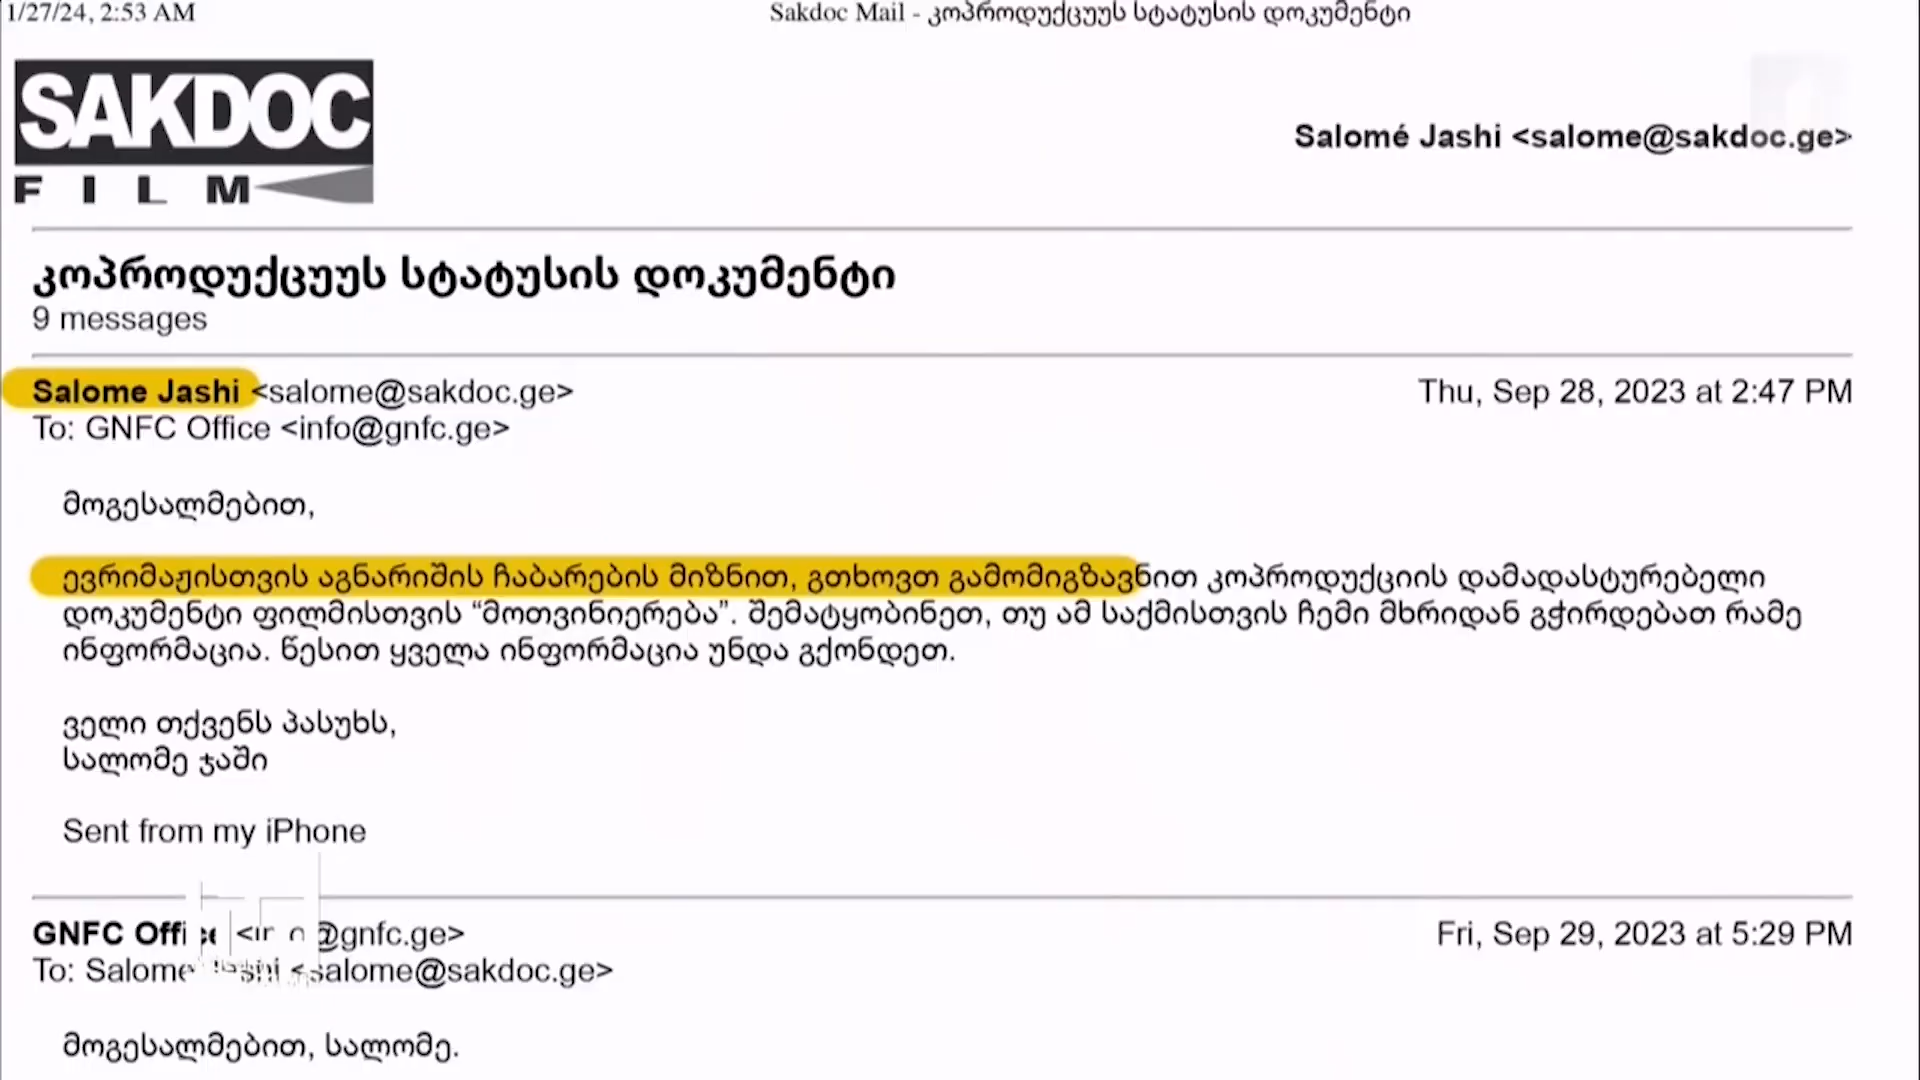 1/27/24, 2:53 AM
Sakdoc Mail - კოპროდუქცუუს სტატუსის დოკუმენტი
SAKDOC
FILM
Salomé Jashi <salome@sakdoc.ge>
კოპროდუქცუუს სტატუსის დოკუმენტი
9 messages
Salome Jashi <salome@sakdoc.ge>
Thu, Sep 28, 2023 at 2:47 PM
To: GNFC Office <info@gnfc.ge>
მოგესალმებით,
ევრიმაჟისთვის აგნარიშის ჩაბარების მიზნით, გთხოვთ გამომიგზავნით კოპროდუქციის დამადასტურებელი
დოკუმენტი ფილმისთვის “მოთვინიერება”. შემატყობინეთ, თუ ამ საქმისთვის ჩემი მხრიდან გჭირდებათ რამე
ინფორმაცია. წესით ყველა ინფორმაცია უნდა გქონდეთ.
ველი თქვენს პასუხს,
სალომე ჯაში
Sent from my iPhone
GNFC @gnfc.ge>
Fri, Sep 29, 2023 at 5:29 PM
To: <salome@sakdoc.ge>
მოგესალმებით, სალომე.